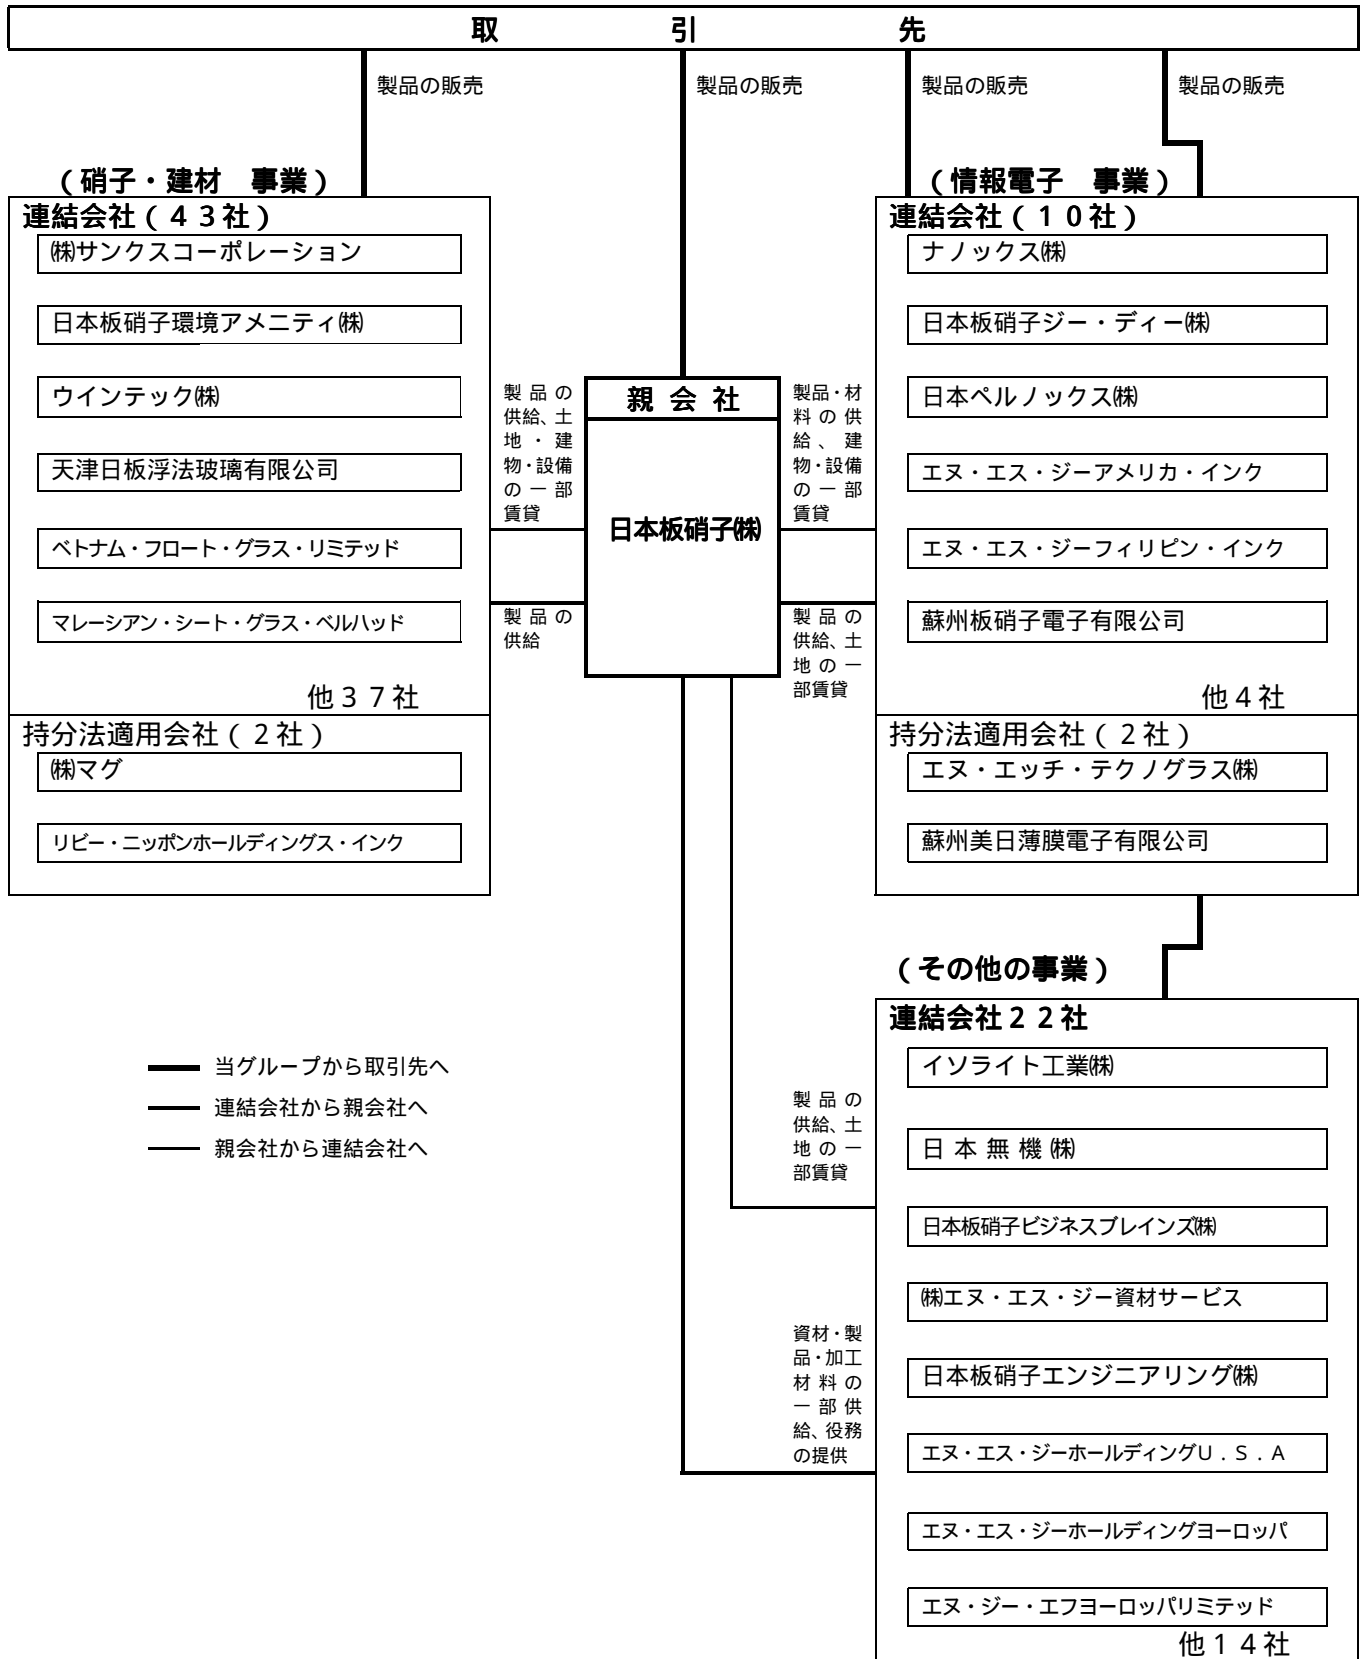 取引先
製品の販売
製品の販売
製品の販売
製品の販売
(硝子・建材　事業)
連結会社(43社)
㈱サンクスコーポレーション
日本板硝子環境アメニティ㈱
ウインテック㈱
天津日板浮法玻璃有限公司
ベトナム・フロート・グラス・リミテッド
マレーシアン・シート・グラス・ベルハッド
他37社
持分法適用会社(2社)
㈱マグ
リビー・ニッポンホールディングス・インク
製品の
供給、土
地・建
物・設備
の一部
賃貸
製品の
供給
親会社
日本板硝子㈱
製品・材
料の供
給、建
物・設備
の一部
賃貸
製品の
供給、土
地の一
部賃貸
(情報電子　事業)
連結会社(10社)
ナノックス㈱
日本板硝子ジー・ディー㈱
日本ペルノックス㈱
エヌ・エス・ジーアメリカ・インク
エヌ・エス・ジーフィリピン・インク
蘇州板硝子電子有限公司
他4社
持分法適用会社(2社)
エヌ・エッチ・テクノグラス㈱
蘇州美日薄膜電子有限公司
当グループから取引先へ
連結会社から親会社へ
親会社から連結会社へ
製品の
供給、土
地の一
部賃貸
資材・製
品・加工
材料の
一部供
給、役務
の提供
(その他の事業)
連結会社22社
イソライト工業㈱
日本無機㈱
日本板硝子ビジネスブレインズ㈱
㈱エヌ・エス・ジー資材サービス
日本板硝子エンジニアリング㈱
エヌ・エス・ジーホールディングU.S.A
エヌ・エス・ジーホールディングヨーロッパ
エヌ・ジー・エフヨーロッパリミテッド
他14社